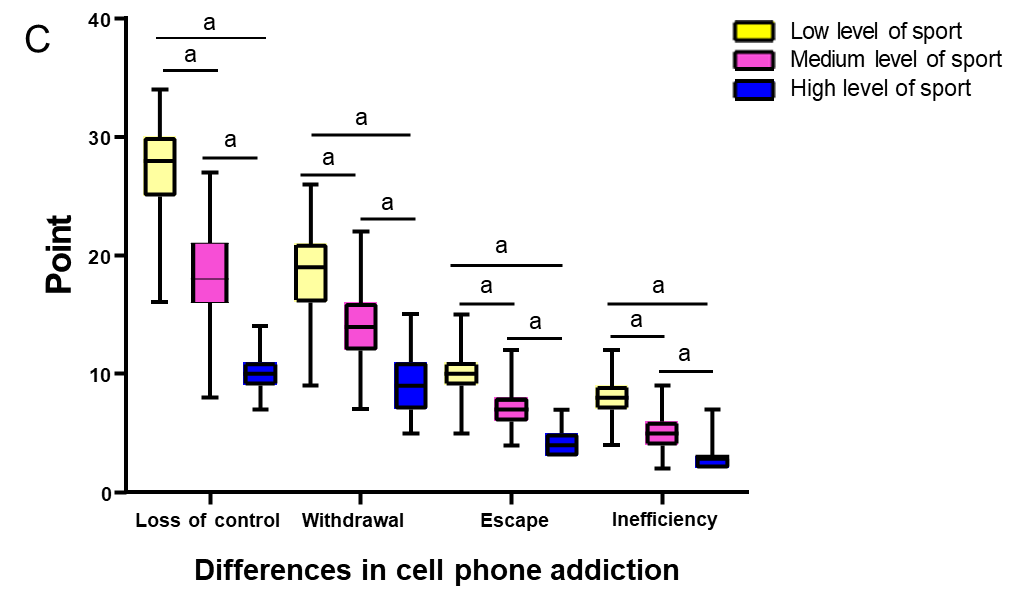 C
Low level of sport
Medium level of sport
High level of sport
Point
40
30
20
10
0
a
a
a
a
a
a
a
a
a
a
a
a
Loss of control
Withdrawal
Escape
Inefficiency
Differences in cell phone addiction